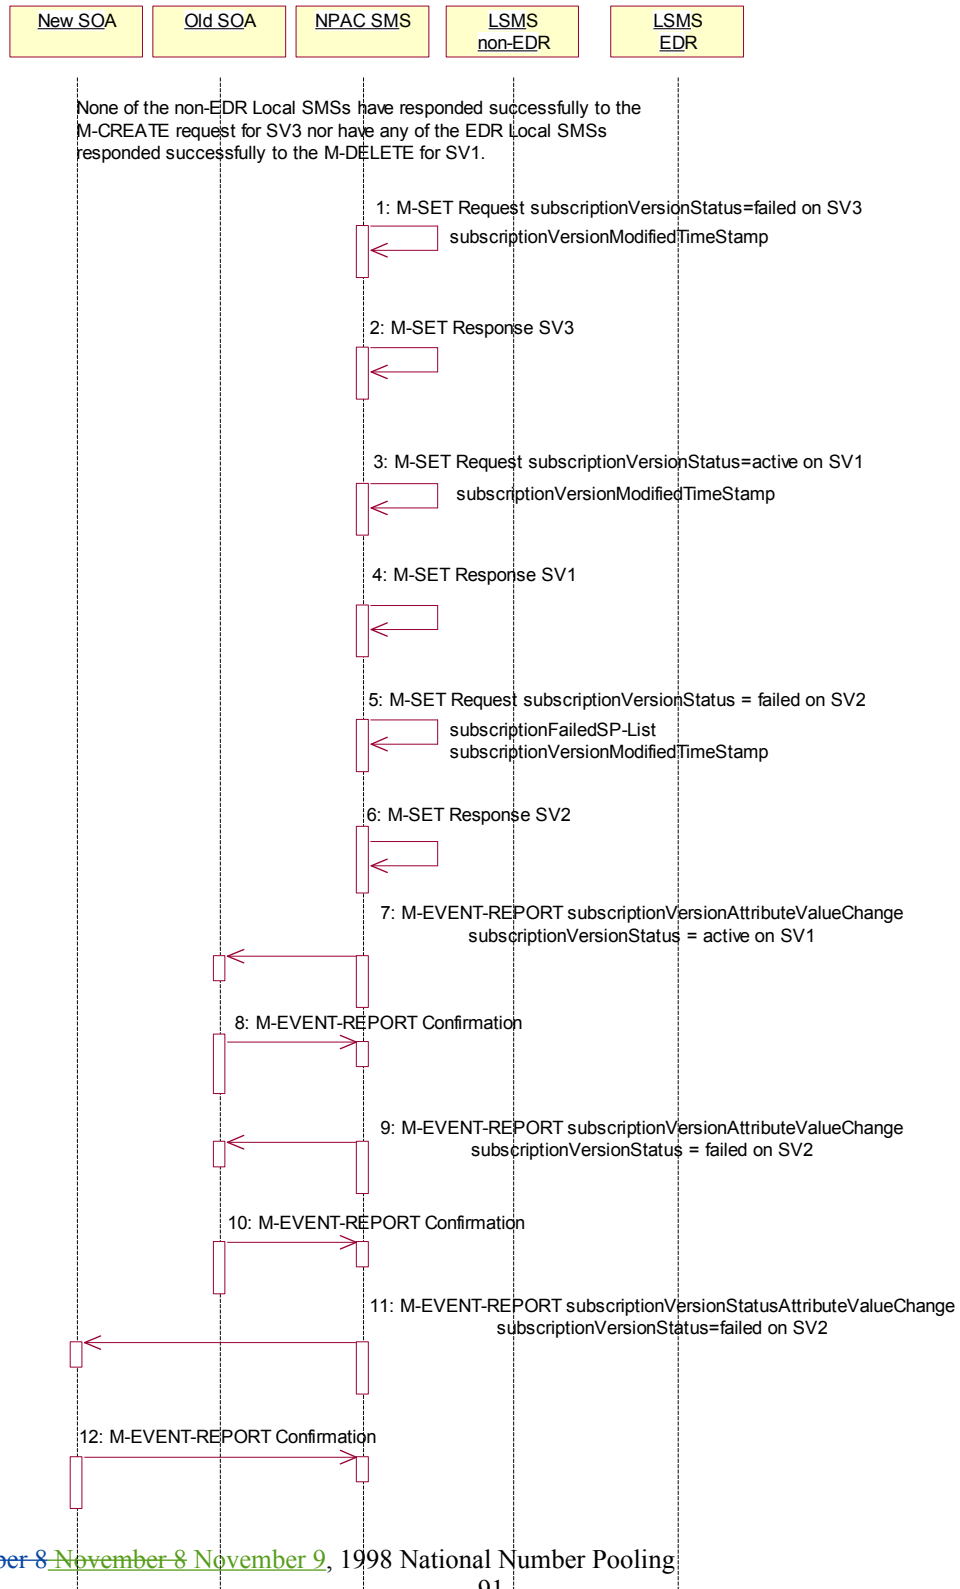 New SOA
Old SOA
NPAC SMS
LSMS
non-EDR
LSMS
EDR
None of the non-EDR Local SMSs have responded successfully to the
M-CREATE request for SV3 nor have any of the EDR Local SMSs
responded successfully to the M-DELETE for SV1.
1: M-SET Request subscriptionVersionStatus=failed on SV3
subscriptionVersionModifiedTimeStamp
2: M-SET Response SV3
3: M-SET Request subscriptionVersionStatus=active on SV1
subscriptionVersionModifiedTimeStamp
4: M-SET Response SV1
5: M-SET Request subscriptionVersionStatus = failed on SV2
subscriptionFailedSP-List
subscriptionVersionModifiedTimeStamp
6: M-SET Response SV2
7: M-EVENT-REPORT subscriptionVersionAttributeValueChange
subscriptionVersionStatus = active on SV1
8: M-EVENT-REPORT Confirmation
9: M-EVENT-REPORT subscriptionVersionAttributeValueChange
subscriptionVersionStatus = failed on SV2
10: M-EVENT-REPORT Confirmation
11: M-EVENT-REPORT subscriptionVersionStatusAttributeValueChange
subscriptionVersionStatus=failed on SV2
12: M-EVENT-REPORT Confirmation
ber 8 November 8 November 9, 1998 National Number Pooling
91